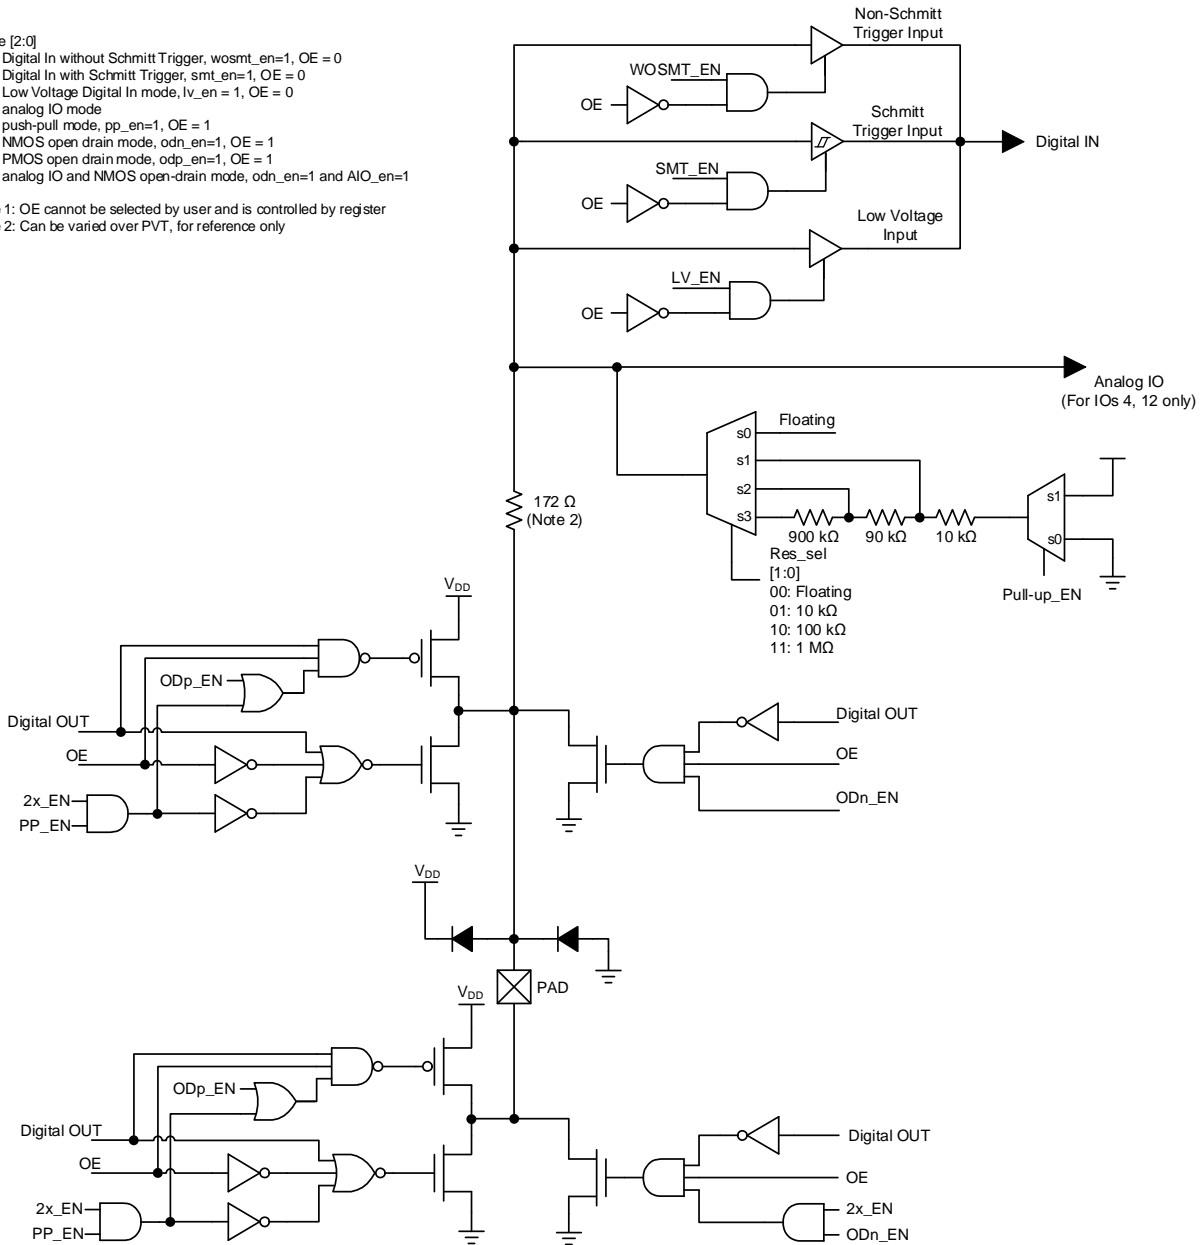 e [2:0]
Digital In without Schmitt Trigger, wosmt_en=1, OE = 0
Digital In with Schmitt Trigger, smt_en=1, OE = 0
Low Voltage Digital In mode, lv_en = 1, OE = 0
analog IO mode
push-pull mode, pp_en=1, OE = 1
NMOS open drain mode, odn_en=1, OE = 1
PMOS open drain mode, odp_en=1, OE = 1
analog IO and NMOS open-drain mode, odn_en=1 and AIO_en=1
e 1: OE cannot be selected by user and is controlled by register
e 2: Can be varied over PVT, for reference only
Non-Schmitt
Trigger Input
WOSMT_EN
OE
Schmitt
Trigger Input
Digital IN
SMT_EN
OE
Low Voltage
Input
LV_EN
OE
Analog IO
(For IOs 4, 12 only)
Floating
s0
s1
s2
s3
900 kΩ
90 kΩ
10 kΩ
s1
s0
Pull-up_EN
Res_sel
[1:0]
00: Floating
01: 10 kΩ
10: 100 kΩ
11: 1 MΩ
172 Ω
(Note 2)
VDD
ODp_EN
Digital OUT
OE
2x_EN
PP_EN
Digital OUT
OE
ODn_EN
VDD
PAD
VDD
ODp_EN
Digital OUT
OE
2x_EN
PP_EN
Digital OUT
OE
2x_EN
ODn_EN